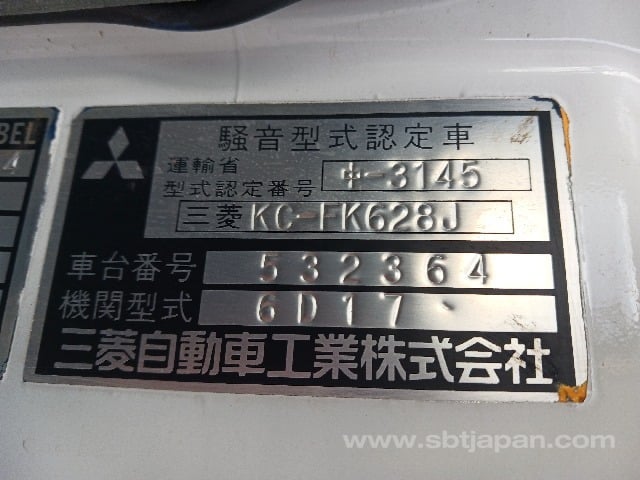 BEL
A
騒音型式認定車
運輸省
型式認定番号 中-3145
三菱 KC-FK628J
車台番号 532364
機関型式 6D17
三菱自動車工業株式会社
www.sbtjapan.com